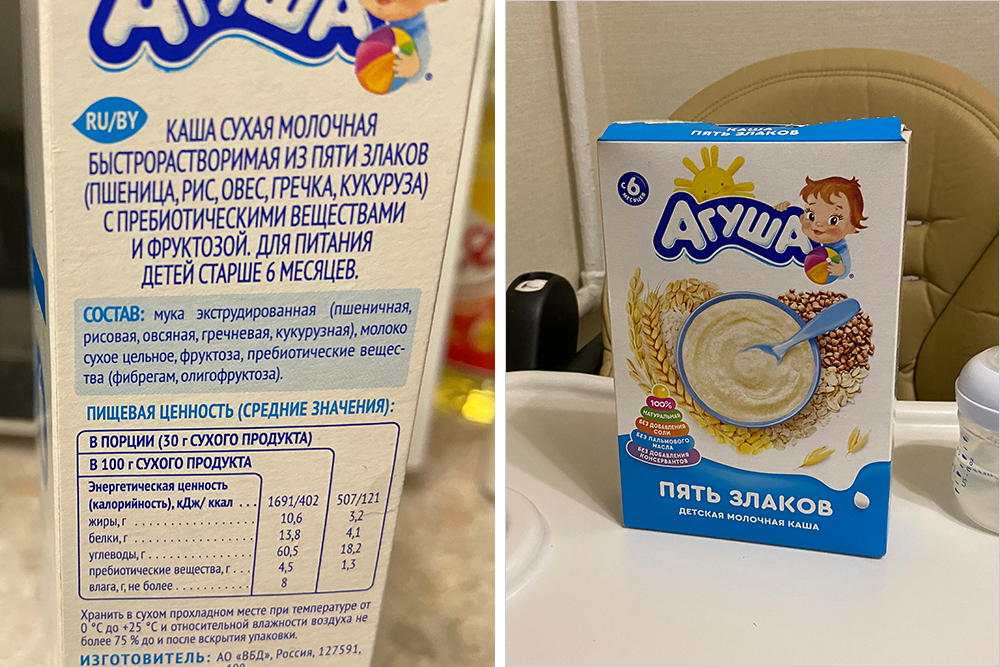 АГУША
RU/BY
КАША СУХАЯ МОЛОЧНАЯ
БЫСТРОРАСТВОРИМАЯ ИЗ ПЯТИ ЗЛАКОВ
(ПШЕНИЦА, РИС, ОВЕС, ГРЕЧКА, КУКУРУЗА)
С ПРЕБИОТИЧЕСКИМИ ВЕЩЕСТВАМИ
И ФРУКТОЗОЙ. ДЛЯ ПИТАНИЯ
ДЕТЕЙ СТАРШЕ 6 МЕСЯЦЕВ.
СОСТАВ: мука экструдированная (пшеничная,
рисовая, овсяная, гречневая, кукурузная), молоко
сухое цельное, фруктоза, пребиотические вещес-
тва (фибрегам, олигофруктоза).
ПИЩЕВАЯ ЦЕННОСТЬ (СРЕДНИЕ ЗНАЧЕНИЯ):
В ПОРЦИИ (30 г СУХОГО ПРОДУКТА)
В 100 г СУХОГО ПРОДУКТА
Энергетическая ценность
(калорийность), кДж/ ккал . . . 1691/402 507/121
жиры, г . . . . . . . . . . . . . . . . . 10,6 3,2
белки, г . . . . . . . . . . . . . . . . . 13,8 4,1
углеводы, г . . . . . . . . . . . . . . 60,5 18,2
пребиотические вещества, г . . . 4,5 1,3
влага, г, не более . . . . . . . . . . . 8
Хранить в сухом прохладном месте при температуре от
0 °C до +25 °C и относительной влажности воздуха не
более 75 % до и после вскрытия упаковки.
ИЗГОТОВИТЕЛЬ: АО «ВБД», Россия, 127591,
КАША
ПЯТЬ ЗЛАКОВ
с 6
МЕСЯЦЕВ
АГУША
100%
НАТУРАЛЬНАЯ
БЕЗ ДОБАВЛЕНИЯ
СОЛИ
БЕЗ ПАЛЬМОВОГО
МАСЛА
БЕЗ ДОБАВЛЕНИЯ
КОНСЕРВАНТОВ
ПЯТЬ ЗЛАКОВ
ДЕТСКАЯ МОЛОЧНАЯ КАША